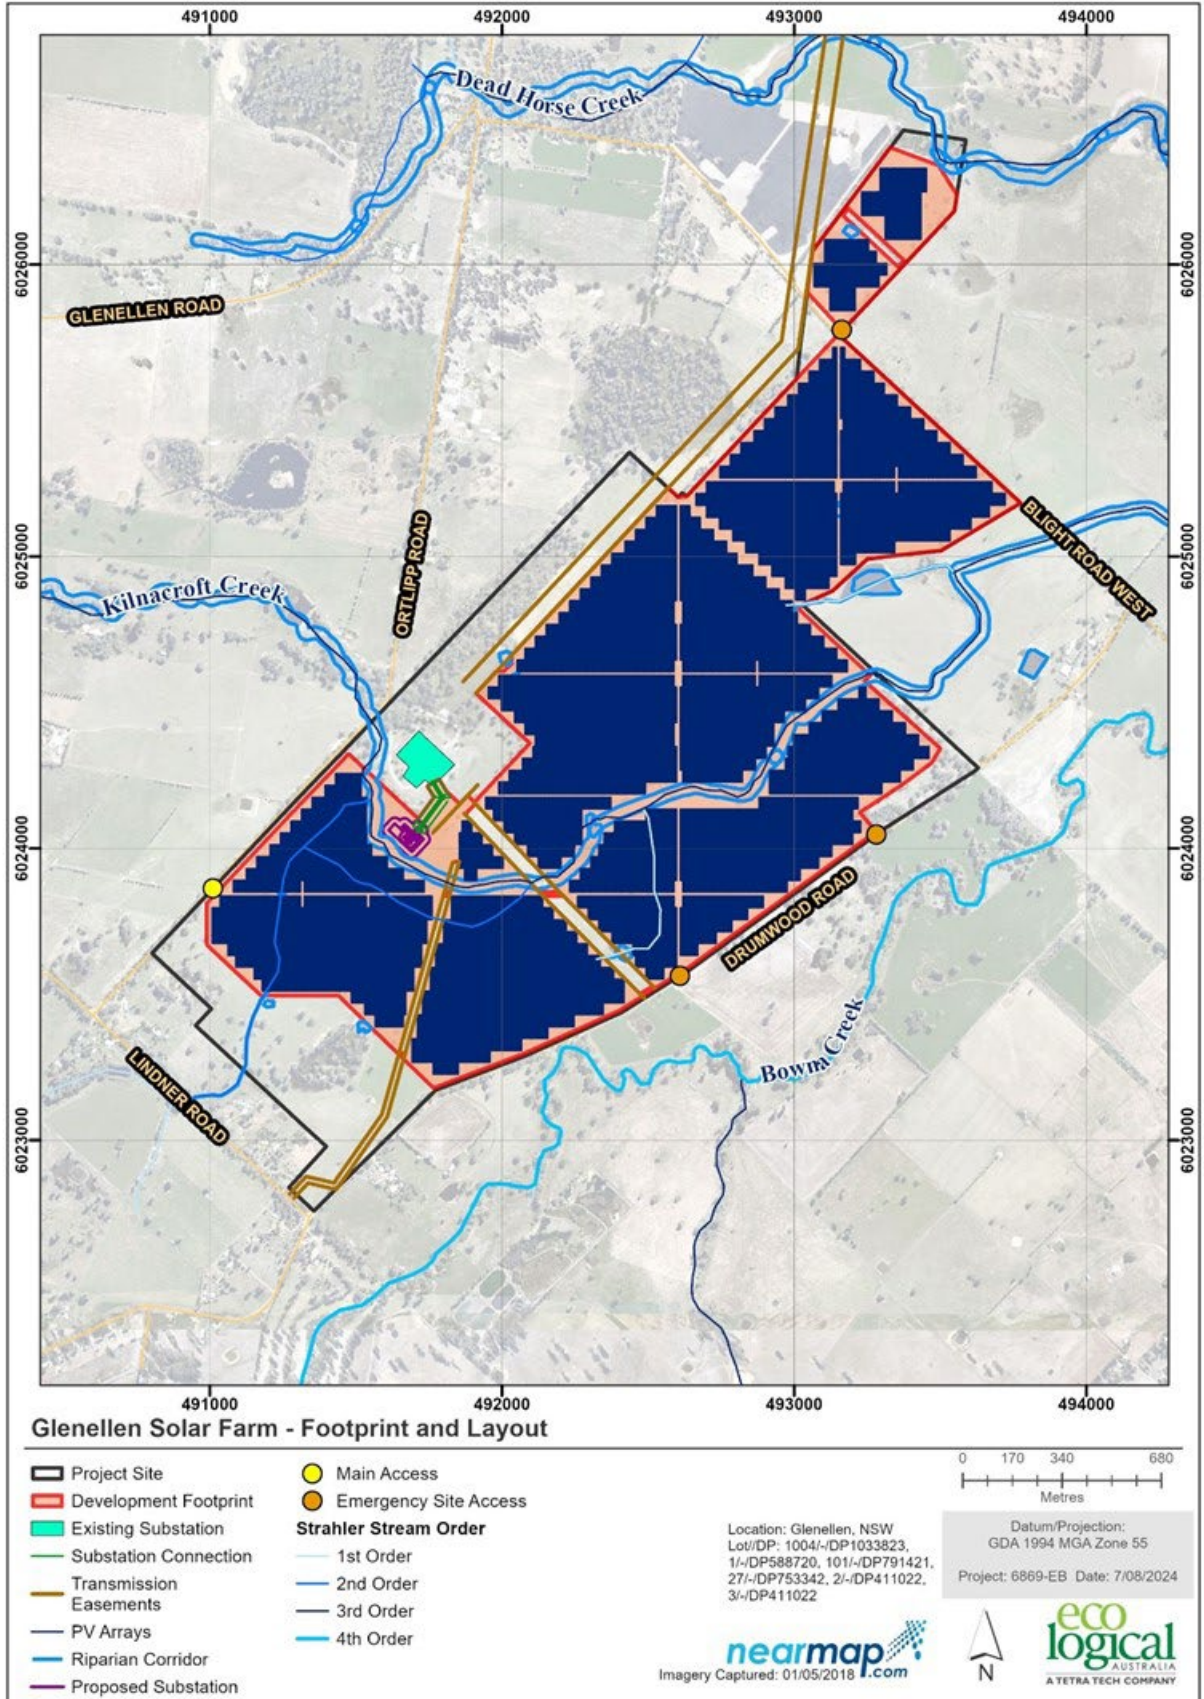 491000 492000 493000 494000
Dead Horse Creek
6026000 6026000
GLENELLEN ROAD
ORTLIPP ROAD
BLIGHT ROAD WEST
6025000 6025000
Kilnacroft Creek
6024000 6024000
DRUMWOOD ROAD
LINDNER ROAD
Bowna Creek
6023000 6023000
491000 492000 493000 494000
Glenellen Solar Farm - Footprint and Layout
Project Site
Development Footprint
Existing Substation
Substation Connection
Transmission
Easements
PV Arrays
Riparian Corridor
Proposed Substation
Main Access
Emergency Site Access
Strahler Stream Order
1st Order
2nd Order
3rd Order
4th Order
0 170 340 680
Metres
Location: Glenellen, NSW
Lot//DP: 1004/-/DP1033823,
1/-/DP588720, 101/-/DP791421,
27/-/DP753342, 2/-/DP411022,
3/-/DP411022
Datum/Projection:
GDA 1994 MGA Zone 55
Project: 6869-EB Date: 7/08/2024
nearmap
.com
Imagery Captured: 01/05/2018
N
eco
logical
AUSTRALIA
A TETRA TECH COMPANY